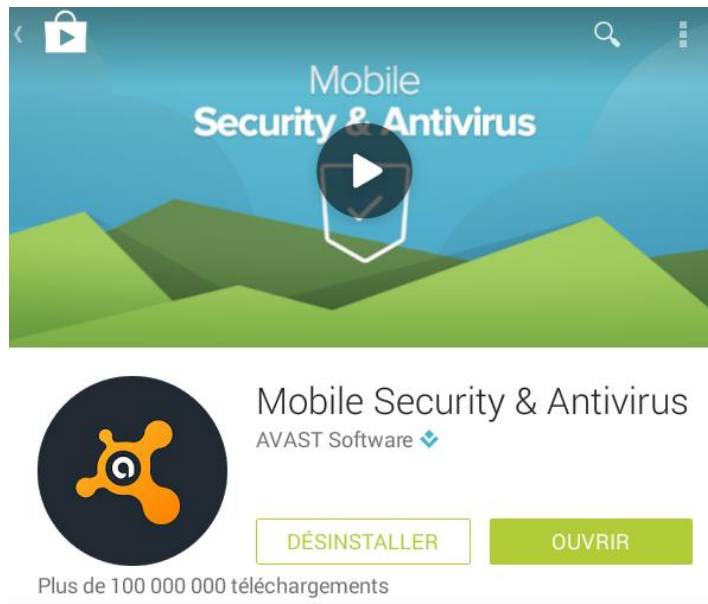 Mobile
Security & Antivirus
Mobile Security & Antivirus
AVAST Software
DÉSINSTALLER OUVRIR
Plus de 100 000 000 téléchargements